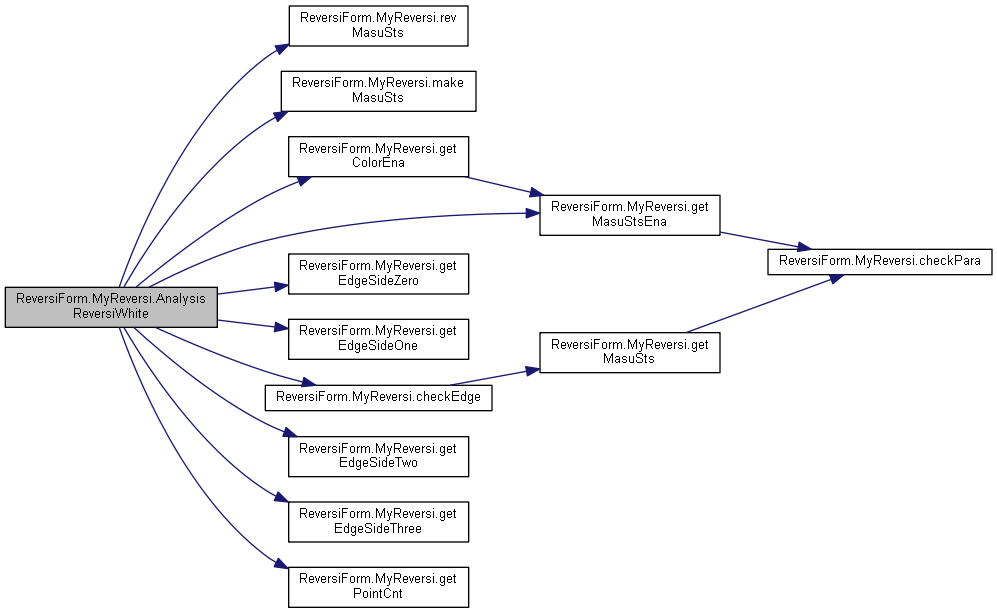 ReversiForm.MyReversi.rev
MasuSts
ReversiForm.MyReversi.make
MasuSts
ReversiForm.MyReversi.get
ColorEna
ReversiForm.MyReversi.get
MasuStsEna
ReversiForm.MyReversi.checkPara
ReversiForm.MyReversi.get
EdgeSideZero
ReversiForm.MyReversi.Analysis
ReversiWhite
ReversiForm.MyReversi.get
EdgeSideOne
ReversiForm.MyReversi.get
MasuSts
ReversiForm.MyReversi.checkEdge
ReversiForm.MyReversi.get
EdgeSideTwo
ReversiForm.MyReversi.get
EdgeSideThree
ReversiForm.MyReversi.get
PointCnt